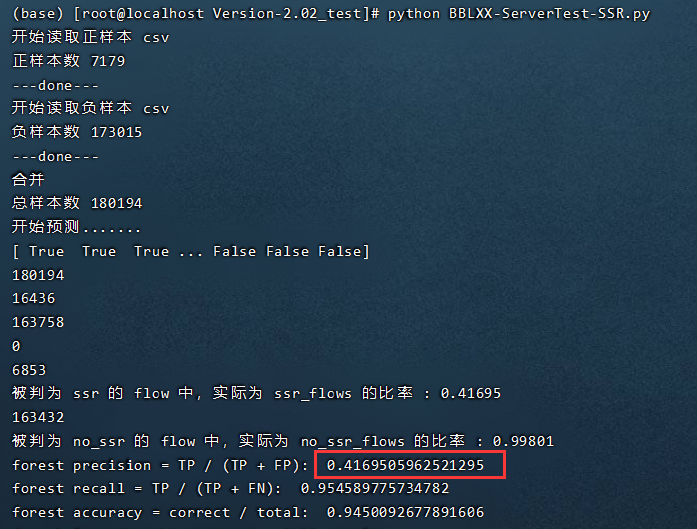 (base) [root@localhost Version-2.02_test]# python BBLXX-ServerTest-SSR.py
开始读取正样本 csv
正样本数 7179
---done---
开始读取负样本 csv
负样本数 173015
---done---
合并
总样本数 180194
开始预测.......
[ True  True  True ... False False False]
180194
16436
163758
0
6853
被判为 ssr 的 flow 中，实际为 ssr_flows 的比率 : 0.41695
163432
被判为 no_ssr 的 flow 中，实际为 no_ssr_flows 的比率 : 0.99801
forest precision = TP / (TP + FP):  0.4169505962521295
forest recall = TP / (TP + FN):  0.954589775734782
forest accuracy = correct / total:  0.9450092677891606